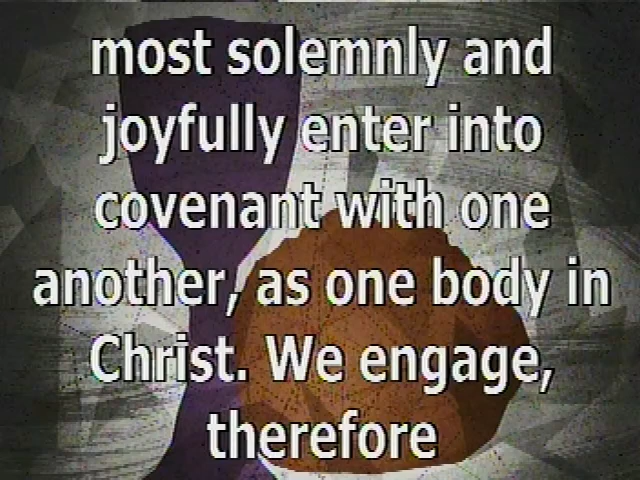 most solemnly and
joyfully enter into
covenant with one
another, as one body in
Christ. We engage,
therefore